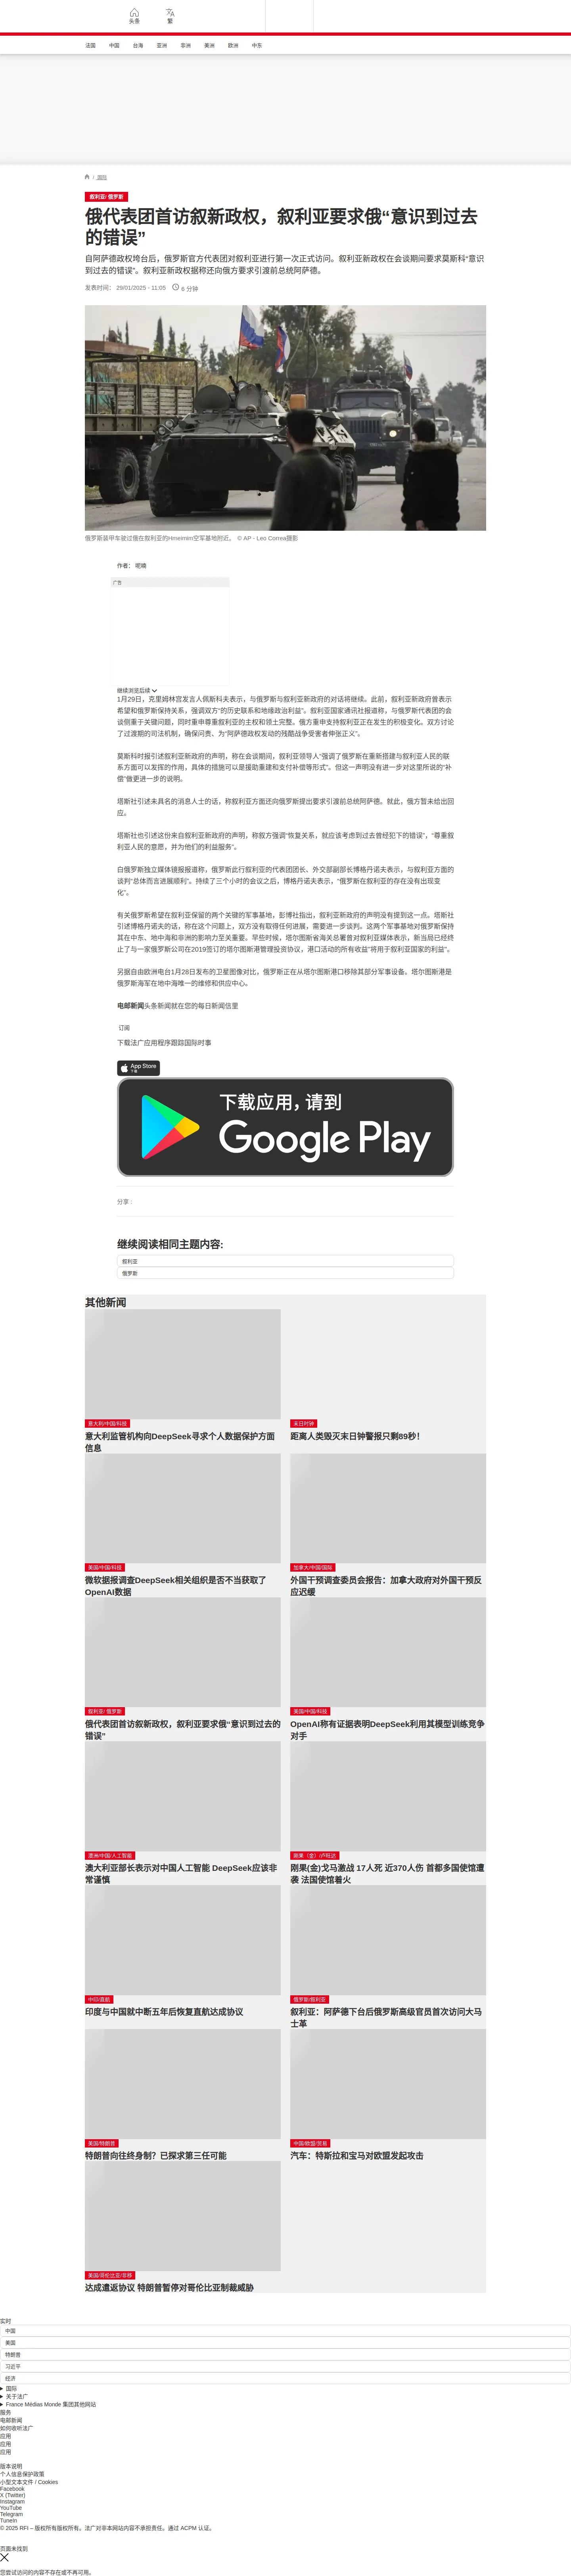 头条
繁
法国
中国
台海
亚洲
非洲
美洲
欧洲
中东
/ 国际
叙利亚/ 俄罗斯
俄代表团首访叙新政权，叙利亚要求俄“意识到过去
的错误”
自阿萨德政权垮台后，俄罗斯官方代表团对叙利亚进行第一次正式访问。叙利亚新政权在会谈期间要求莫斯科“意识
到过去的错误”。叙利亚新政权据称还向俄方要求引渡前总统阿萨德。
发表时间： 29/01/2025 - 11:05
6 分钟
俄罗斯装甲车驶过俄在叙利亚的Hmeimim空军基地附近。 © AP - Leo Correa摄影
作者： 呢喃
广告
继续浏览后续
1月29日，克里姆林宫发言人佩斯科夫表示，与俄罗斯与叙利亚新政府的对话将继续。此前，叙利亚新政府曾表示
希望和俄罗斯保持关系，强调双方“的历史联系和地缘政治利益”。叙利亚国家通讯社报道称，与俄罗斯代表团的会
谈侧重于关键问题，同时重申尊重叙利亚的主权和领土完整。俄方重申支持叙利亚正在发生的积极变化。双方讨论
了过渡期的司法机制，确保问责、为“阿萨德政权发动的残酷战争受害者伸张正义”。
莫斯科时报引述叙利亚新政府的声明，称在会谈期间，叙利亚领导人“强调了俄罗斯在重新搭建与叙利亚人民的联
系方面可以发挥的作用，具体的措施可以是援助重建和支付补偿等形式”。但这一声明没有进一步对这里所说的“补
偿”做更进一步的说明。
塔斯社引述未具名的消息人士的话，称叙利亚方面还向俄罗斯提出要求引渡前总统阿萨德。就此，俄方暂未给出回
应。
塔斯社也引述这份来自叙利亚新政府的声明，称叙方强调“恢复关系，就应该考虑到过去曾经犯下的错误”，“尊重叙
利亚人民的意愿，并为他们的利益服务”。
白俄罗斯独立媒体镜报报道称，俄罗斯此行叙利亚的代表团团长、外交部副部长博格丹诺夫表示，与叙利亚方面的
谈判“总体而言进展顺利”。持续了三个小时的会议之后，博格丹诺夫表示，“俄罗斯在叙利亚的存在没有出现变
化”。
有关俄罗斯希望在叙利亚保留的两个关键的军事基地，彭博社指出，叙利亚新政府的声明没有提到这一点。塔斯社
引述博格丹诺夫的话，称在这个问题上，双方没有取得任何进展，需要进一步谈判。这两个军事基地对俄罗斯保持
其在中东、地中海和非洲的影响力至关重要。早些时候，塔尔图斯省海关总署曾对叙利亚媒体表示，新当局已经终
止了与一家俄罗斯公司在2019签订的塔尔图斯港管理投资协议，港口活动的所有收益“将用于叙利亚国家的利益”。
另据自由欧洲电台1月28日发布的卫星图像对比，俄罗斯正在从塔尔图斯港口移除其部分军事设备。塔尔图斯港是
俄罗斯海军在地中海唯一的维修和供应中心。
电邮新闻头条新闻就在您的每日新闻信里
订阅
下载法广应用程序跟踪国际时事
App Store
下载
下载应用，请到
Google Play
分享 :
继续阅读相同主题内容:
叙利亚
俄罗斯
其他新闻
意大利/中国/科技
意大利监管机构向DeepSeek寻求个人数据保护方面
信息
末日时钟
距离人类毁灭末日钟警报只剩89秒！
美国/中国/科技
微软据报调查DeepSeek相关组织是否不当获取了
OpenAI数据
加拿大/中国/国际
外国干预调查委员会报告：加拿大政府对外国干预反
应迟缓
叙利亚/ 俄罗斯
俄代表团首访叙新政权，叙利亚要求俄“意识到过去的
错误”
美国/中国/科技
OpenAI称有证据表明DeepSeek利用其模型训练竞争
对手
澳洲/中国/人工智能
澳大利亚部长表示对中国人工智能 DeepSeek应该非
常谨慎
刚果（金）/卢旺达
刚果(金)戈马激战 17人死 近370人伤 首都多国使馆遭
袭 法国使馆着火
中印/直航
印度与中国就中断五年后恢复直航达成协议
俄罗斯/叙利亚
叙利亚：阿萨德下台后俄罗斯高级官员首次访问大马
士革
美国/特朗普
特朗普向往终身制？已探求第三任可能
中国/欧盟/贸易
汽车：特斯拉和宝马对欧盟发起攻击
美国/哥伦比亚/非移
达成遣返协议 特朗普暂停对哥伦比亚制裁威胁
实时
中国
美国
特朗普
习近平
经济
国际
关于法广
France Médias Monde 集团其他网站
服务
电邮新闻
如何收听法广
应用
应用
应用
版本说明
个人信息保护政策
小型文本文件 / Cookies
Facebook
X (Twitter)
Instagram
YouTube
Telegram
TuneIn
© 2025 RFI – 版权所有版权所有。法广对非本网站内容不承担责任。通过 ACPM 认证。
页面未找到
您尝试访问的内容不存在或不再可用。